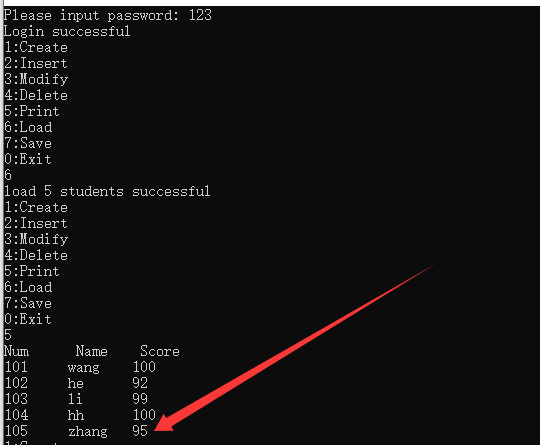 Please input password: 123
Login successful
1:Create
2:Insert
3:Modify
4:Delete
5:Print
6:Load
7:Save
0:Exit
6
load 5 students successful
1:Create
2:Insert
3:Modify
4:Delete
5:Print
6:Load
7:Save
0:Exit
5
Num Name Score
101 wang 100
102 he 92
103 li 99
104 hh 100
105 zhang 95